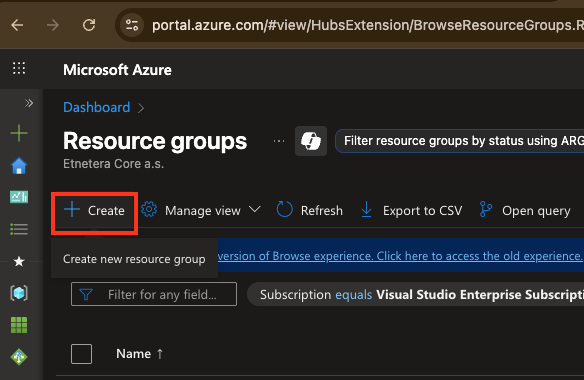 portal.azure.com/#view/HubsExtension/BrowseResourceGroups.R
Microsoft Azure
Dashboard
Resource groups
Filter resource groups by status using ARG
Etnetera Core a.s.
Create
Manage view
Refresh
Export to CSV
Open query
Create new resource group
version of Browse experience. Click here to access the old experience.
Filter for any field...
Subscription equals Visual Studio Enterprise Subscripti
Name ↑